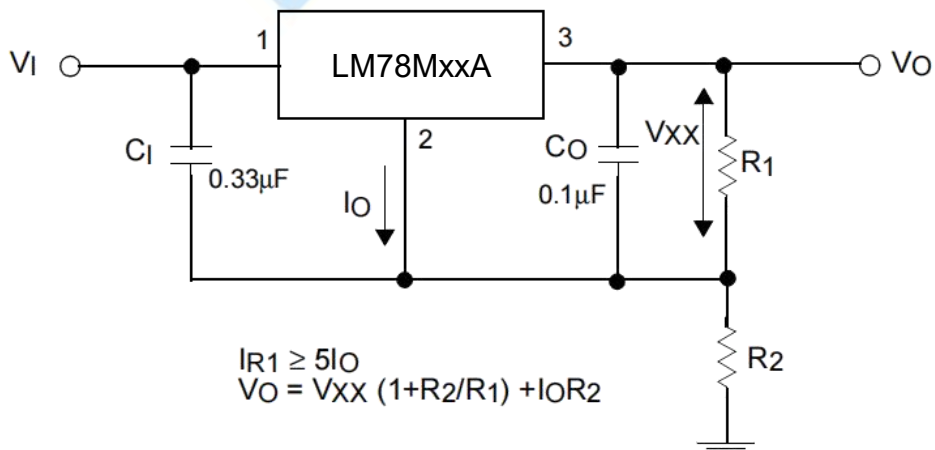 VI
1
LM78MxxA
3
VO
CI
0.33μF
2
IO
CO
0.1μF
VXX
R1
IR1 ≥ 5IO
VO = VXX (1+R2/R1) +IOR2
R2